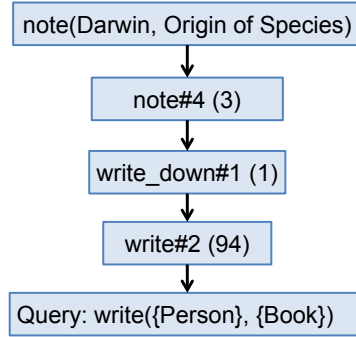 note(Darwin, Origin of Species)
note#4 (3)
write_down#1 (1)
write#2 (94)
Query: write({Person}, {Book})